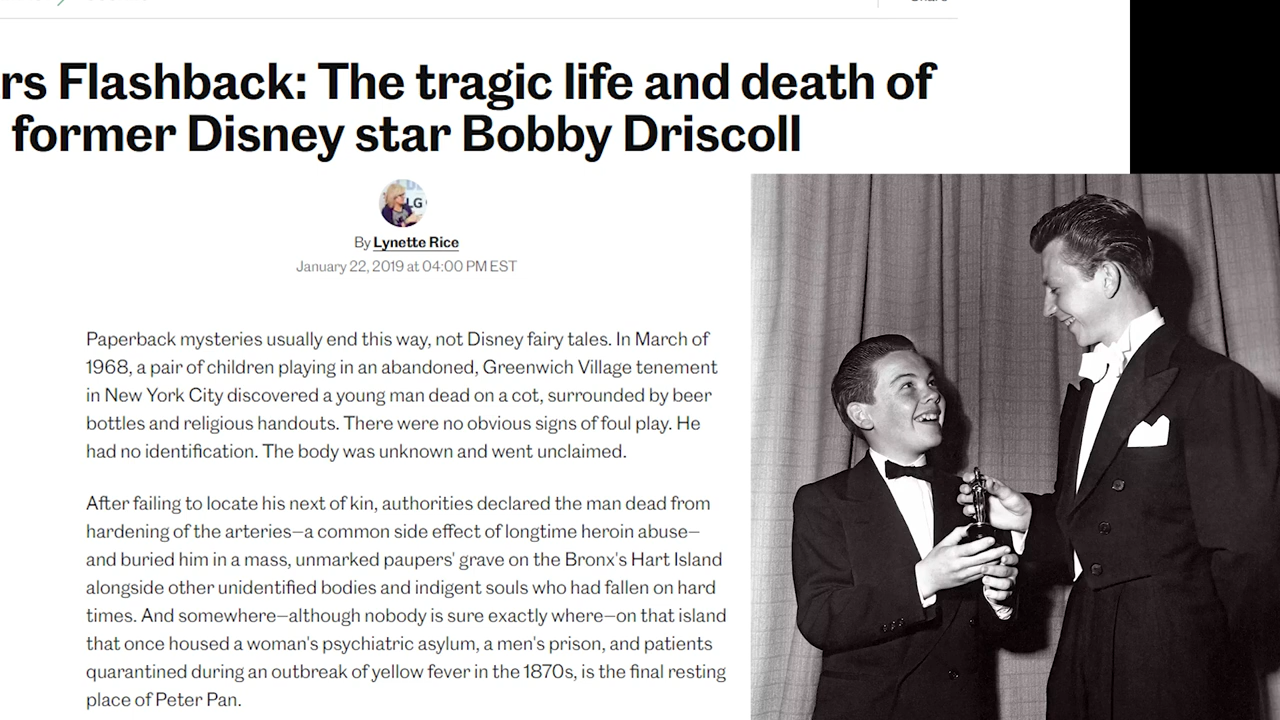 rs Flashback: The tragic life and death of
former Disney star Bobby Driscoll
LG
By Lynette Rice
January 22, 2019 at 04:00 PM EST
Paperback mysteries usually end this way, not Disney fairy tales. In March of
1968, a pair of children playing in an abandoned, Greenwich Village tenement
in New York City discovered a young man dead on a cot, surrounded by beer
bottles and religious handouts. There were no obvious signs of foul play. He
had no identification. The body was unknown and went unclaimed.
After failing to locate his next of kin, authorities declared the man dead from
hardening of the arteries—a common side effect of longtime heroin abuse—
and buried him in a mass, unmarked paupers' grave on the Bronx's Hart Island
alongside other unidentified bodies and indigent souls who had fallen on hard
times. And somewhere—although nobody is sure exactly where—on that island
that once housed a woman's psychiatric asylum, a men's prison, and patients
quarantined during an outbreak of yellow fever in the 1870s, is the final resting
place of Peter Pan.